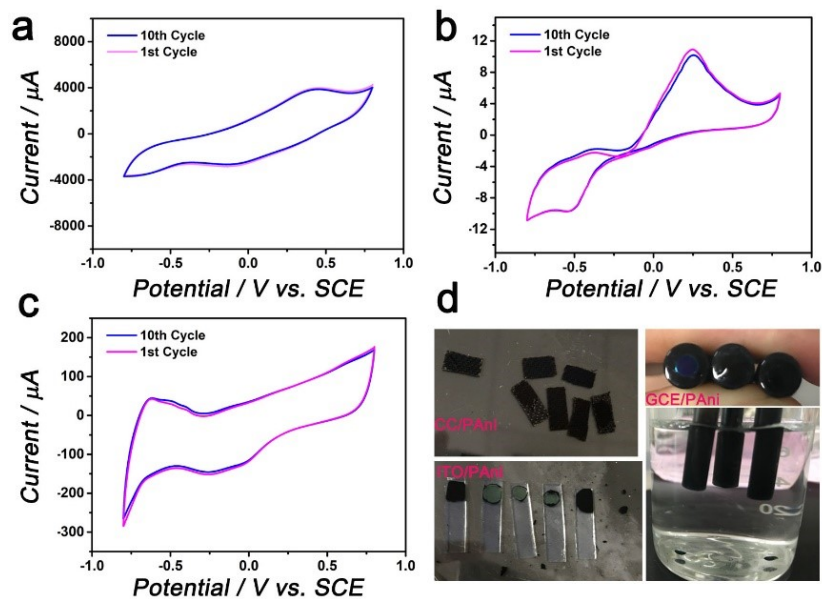 a
10th Cycle
1st Cycle
8000
4000
0
-4000
-8000
Current / μA
-1.0 -0.5 0.0 0.5 1.0
Potential / V vs. SCE
b
10th Cycle
1st Cycle
12
8
4
0
-4
-8
-12
Current / μA
-1.0 -0.5 0.0 0.5 1.0
Potential / V vs. SCE
c
10th Cycle
1st Cycle
200
100
0
-100
-200
-300
Current / μA
-1.0 -0.5 0.0 0.5 1.0
Potential / V vs. SCE
d
CC/PAni
GCE/PAni
ITO/PAni
20